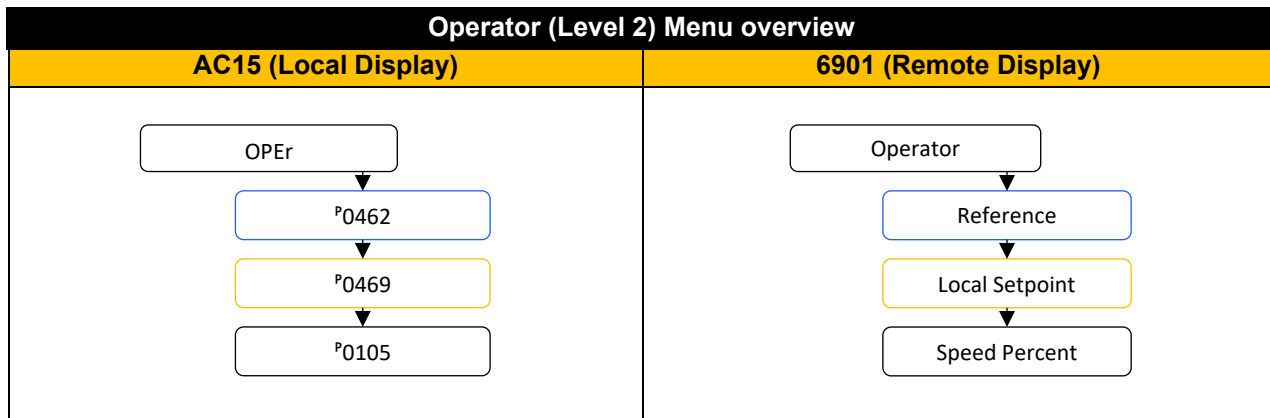 Operator (Level 2) Menu overview
AC15 (Local Display)
6901 (Remote Display)
OPEr
ᴾ0462
ᴾ0469
ᴾ0105
Operator
Reference
Local Setpoint
Speed Percent